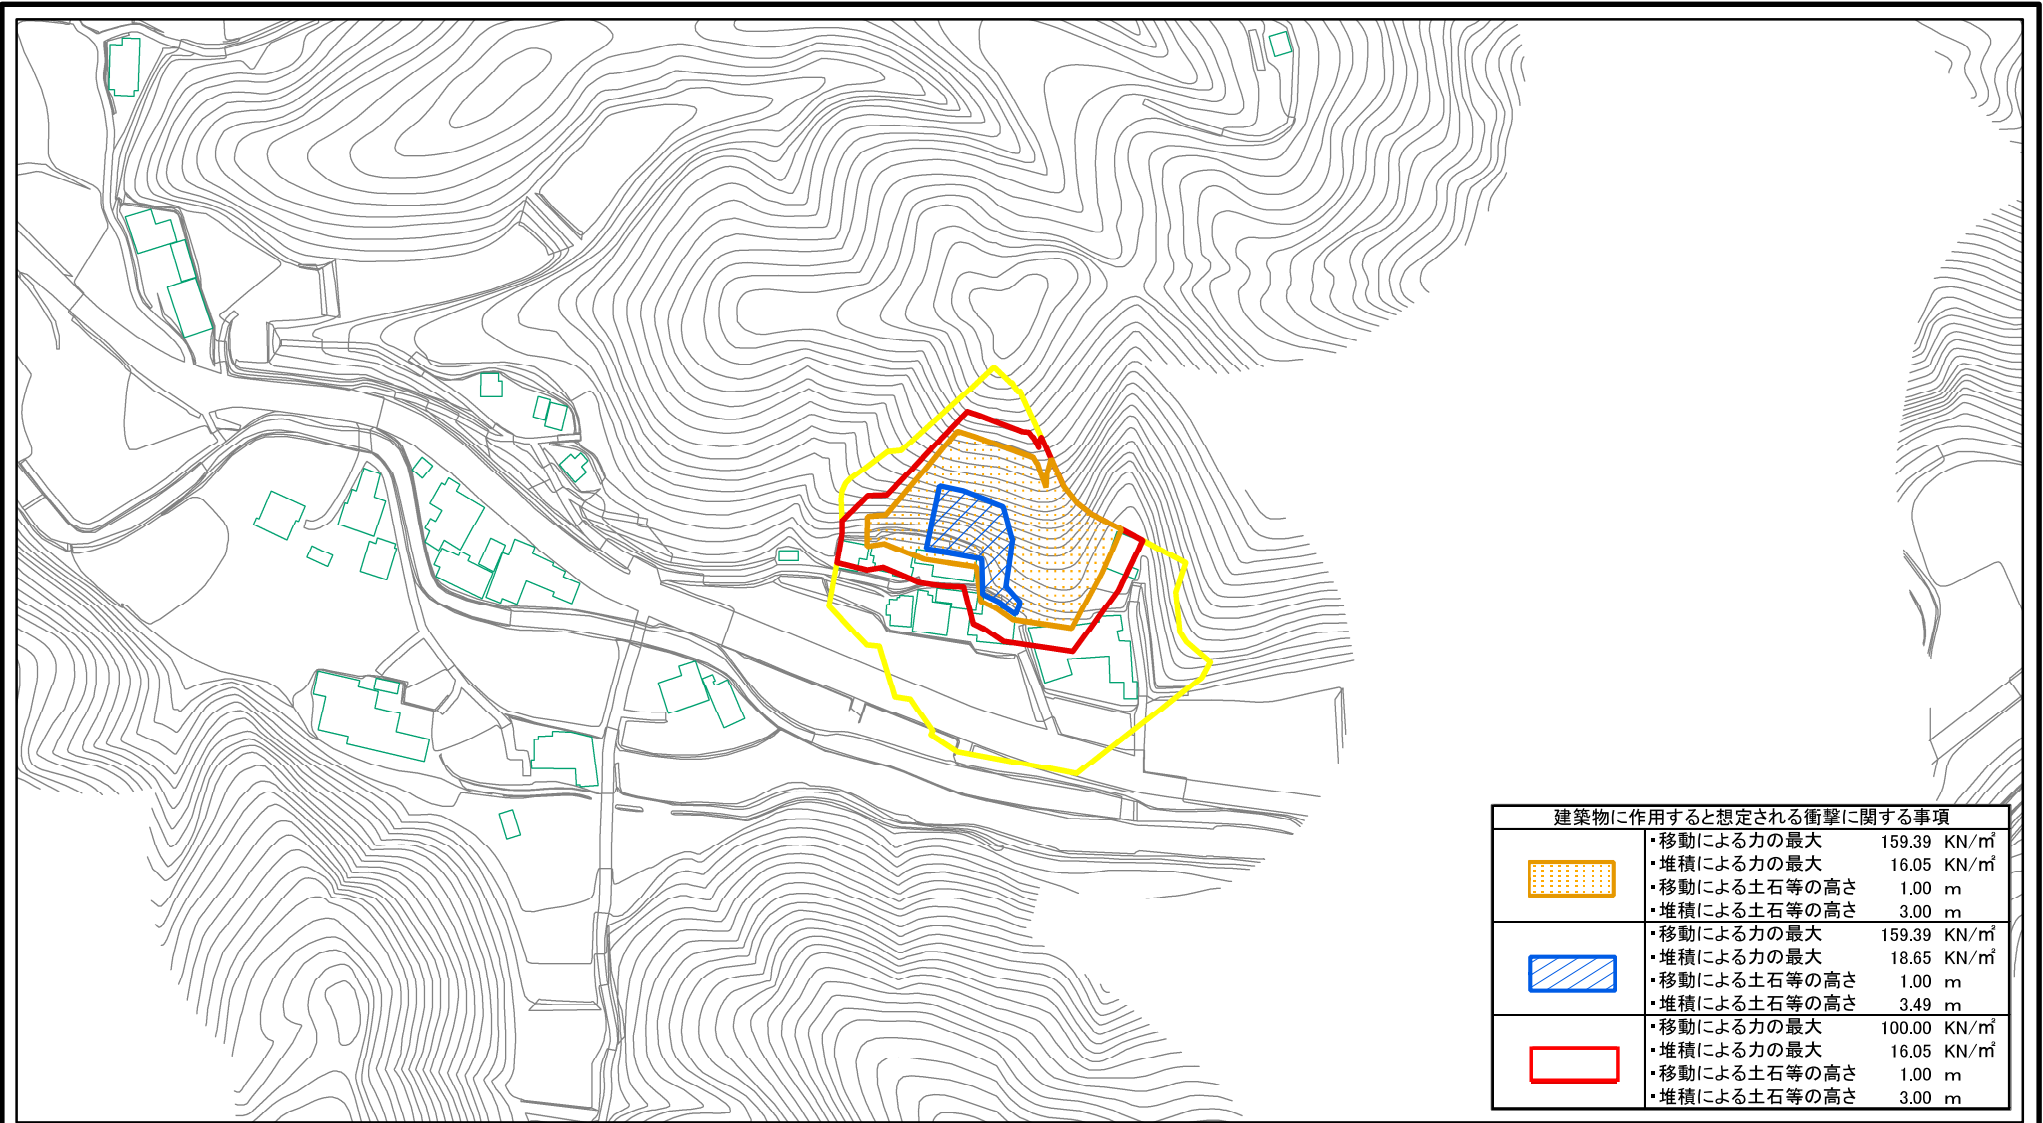 建築物に作用すると想定される衝撃に関する事項
・移動による力の最大 159.39 KN/㎡
・堆積による力の最大 16.05 KN/㎡
・移動による土石等の高さ 1.00 m
・堆積による土石等の高さ 3.00 m
・移動による力の最大 159.39 KN/㎡
・堆積による力の最大 18.65 KN/㎡
・移動による土石等の高さ 1.00 m
・堆積による土石等の高さ 3.49 m
・移動による力の最大 100.00 KN/㎡
・堆積による力の最大 16.05 KN/㎡
・移動による土石等の高さ 1.00 m
・堆積による土石等の高さ 3.00 m